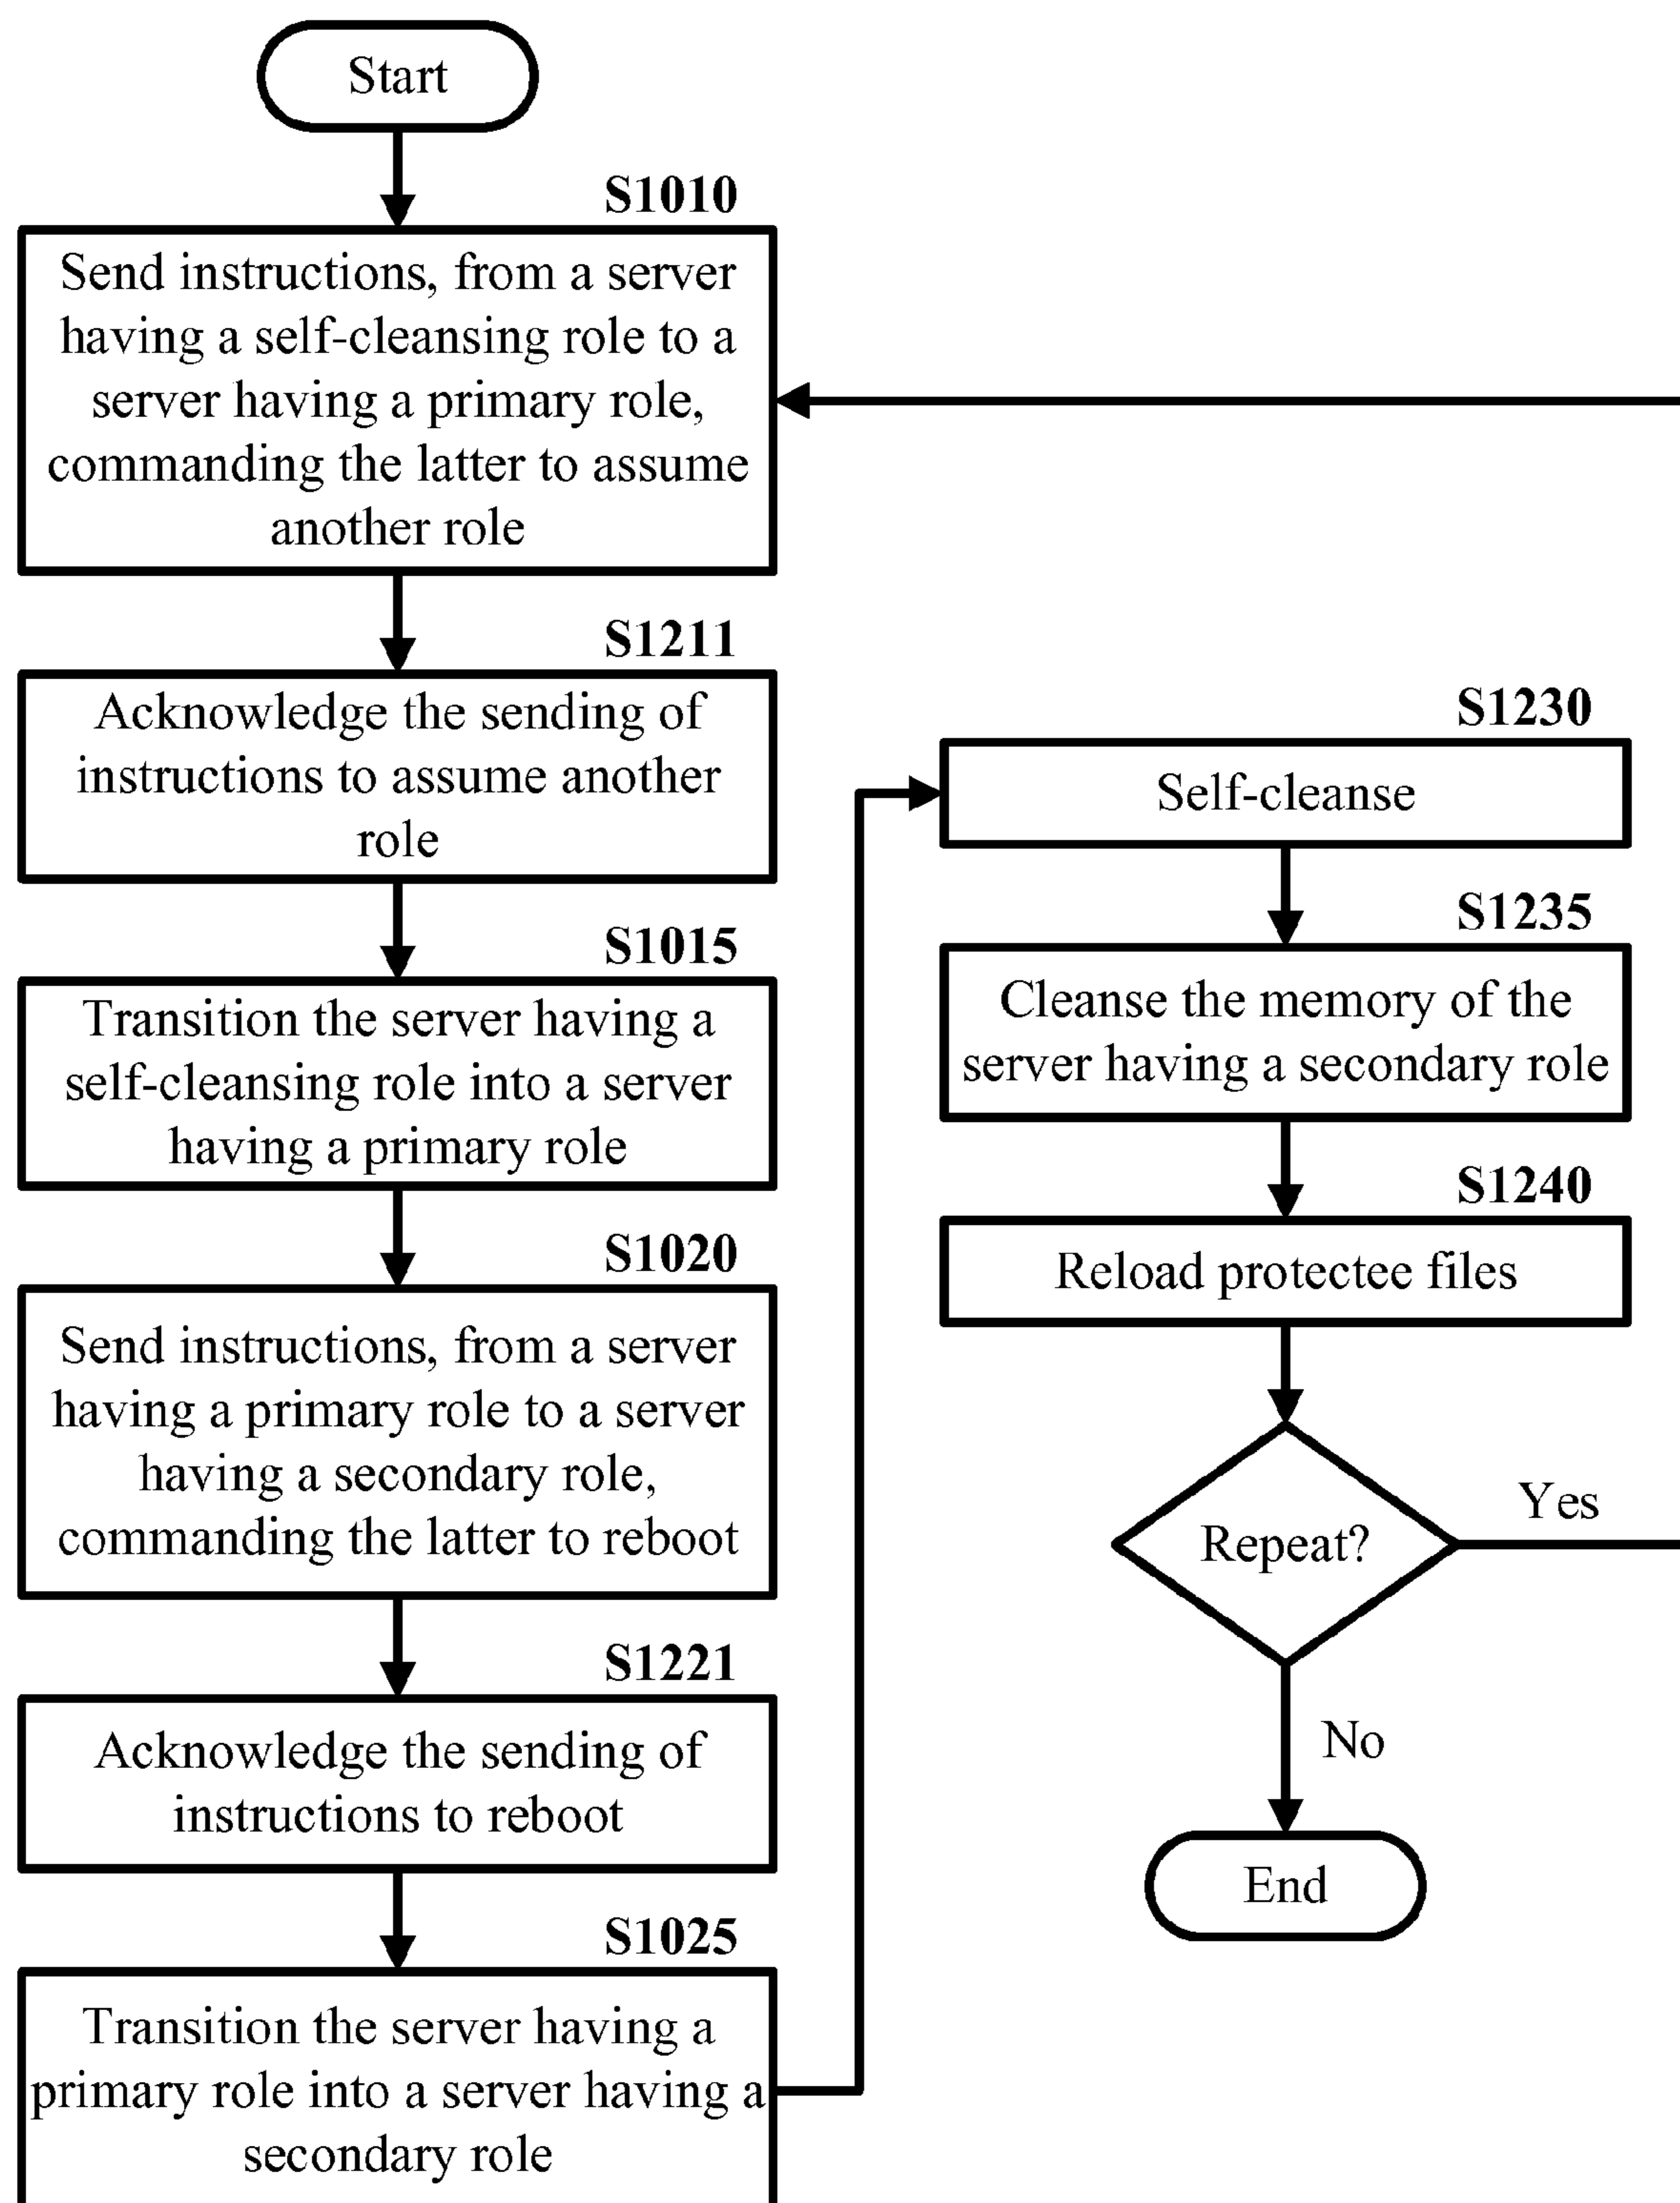 Start
S1010
Send instructions, from a server
having a self-cleansing role to a
server having a primary role,
commanding the latter to assume
another role
S1211
Acknowledge the sending of
instructions to assume another
role
S1015
Transition the server having a
self-cleansing role into a server
having a primary role
S1020
Send instructions, from a server
having a primary role to a server
having a secondary role,
commanding the latter to reboot
S1221
Acknowledge the sending of
instructions to reboot
S1025
Transition the server having a
primary role into a server having a
secondary role
S1230
Self-cleanse
S1235
Cleanse the memory of the
server having a secondary role
S1240
Reload protectee files
Repeat?
Yes
No
End